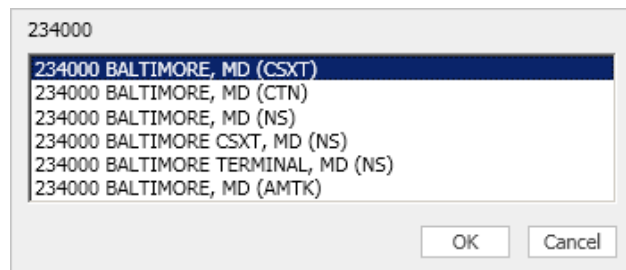 234000
234000 BALTIMORE, MD (CSXT)
234000 BALTIMORE, MD (CTN)
234000 BALTIMORE, MD (NS)
234000 BALTIMORE CSXT, MD (NS)
234000 BALTIMORE TERMINAL, MD (NS)
234000 BALTIMORE, MD (AMTK)
OK Cancel